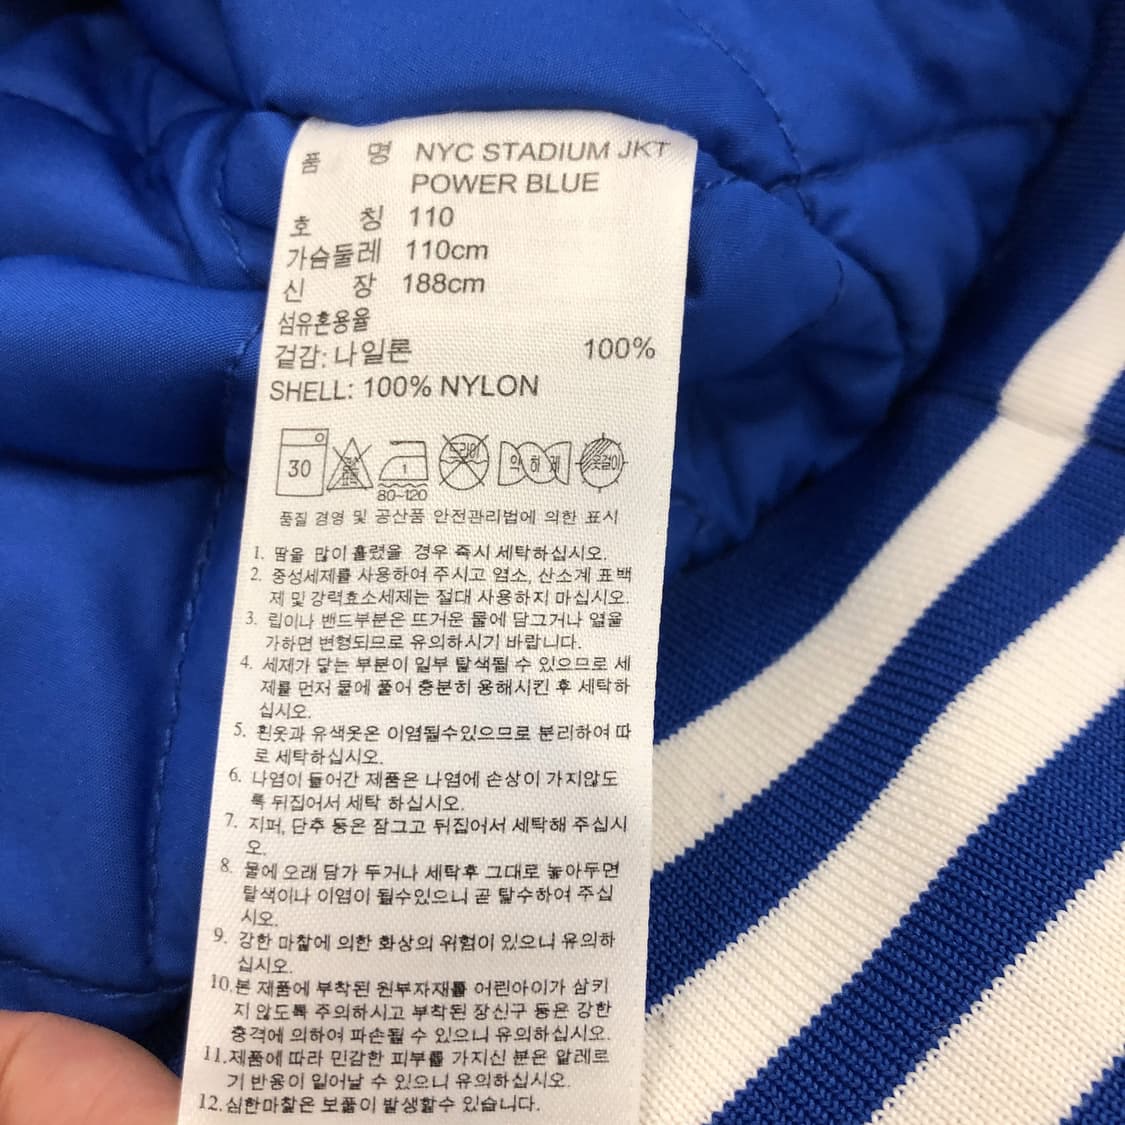 품 명 NYC STADIUM JKT
POWER BLUE
호 칭 110
가슴둘레 110cm
신 장 188cm
섬유혼용율
겉감: 나일론 100%
SHELL: 100% NYLON
30 1 드라이 약 하 게 옷걸이
80~120
품질 경영 및 공산품 안전관리법에 의한 표시
1. 땀을 많이 흘렸을 경우 즉시 세탁하십시오.
2. 중성세제를 사용하여 주시고 염소, 산소계 표백
제 및 강력효소세제는 절대 사용하지 마십시오.
3. 립이나 밴드부분은 뜨거운 물에 담그거나 열을
가하면 변형되므로 유의하시기 바랍니다.
4. 세제가 닿는 부분이 일부 탈색될 수 있으므로 세
제를 먼저 물에 풀어 충분히 용해시킨 후 세탁하
십시오.
5. 흰옷과 유색옷은 이염될수있으므로 분리하여 따
로 세탁하십시오.
6. 나염이 들어간 제품은 나염에 손상이 가지않도
록 뒤집어서 세탁 하십시오.
7. 지퍼, 단추 등은 잠그고 뒤집어서 세탁해 주십시
오.
8. 물에 오래 담가 두거나 세탁후 그대로 놓아두면
탈색이나 이염이 될수있으니 곧 탈수하여 주십
시오.
9. 강한 마찰에 의한 화상의 위험이 있으니 유의하
십시오.
10.본 제품에 부착된 원부자재를 어린아이가 삼키
지 않도록 주의하시고 부착된 장신구 등은 강한
충격에 의하여 파손될 수 있으니 유의하십시오.
11.제품에 따라 민감한 피부를 가지신 분은 알레르
기 반응이 일어날 수 있으니 유의하십시오.
12.심한마찰은 보풀이 발생할수 있습니다.